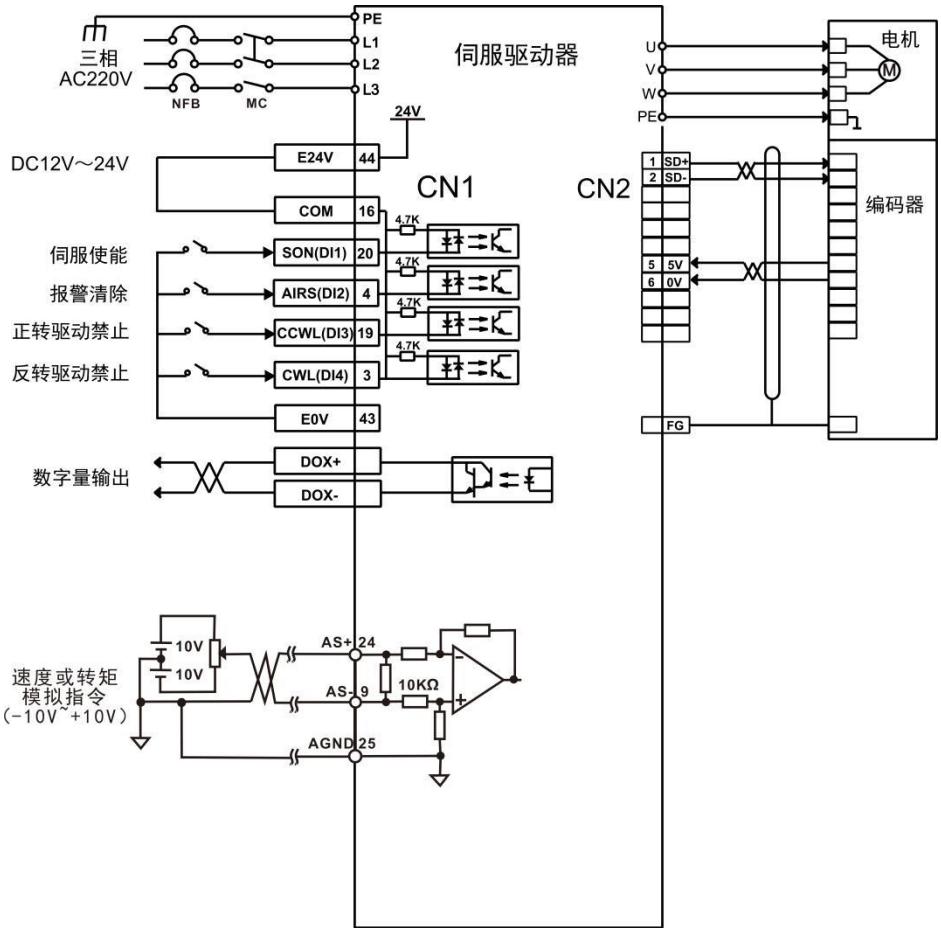 三相
AC220V
NFB
MC
PE
L1
L2
L3
伺服驱动器
U
V
W
PE
电机
M
24V
DC12V～24V
E24V 44
COM 16
CN1
CN2
伺服使能
SON(DI1) 20
4.7K
报警清除
AIRS(DI2) 4
4.7K
正转驱动禁止
CCWL(DI3) 19
4.7K
反转驱动禁止
CWL(DI4) 3
4.7K
E0V 43
1 SD+
2 SD-
5 5V
6 0V
FG
编码器
数字量输出
DOX+
DOX-
速度或转矩
模拟指令
(-10V~+10V)
10V
10V
AS+ 24
AS- 9
AGND 25
10KΩ